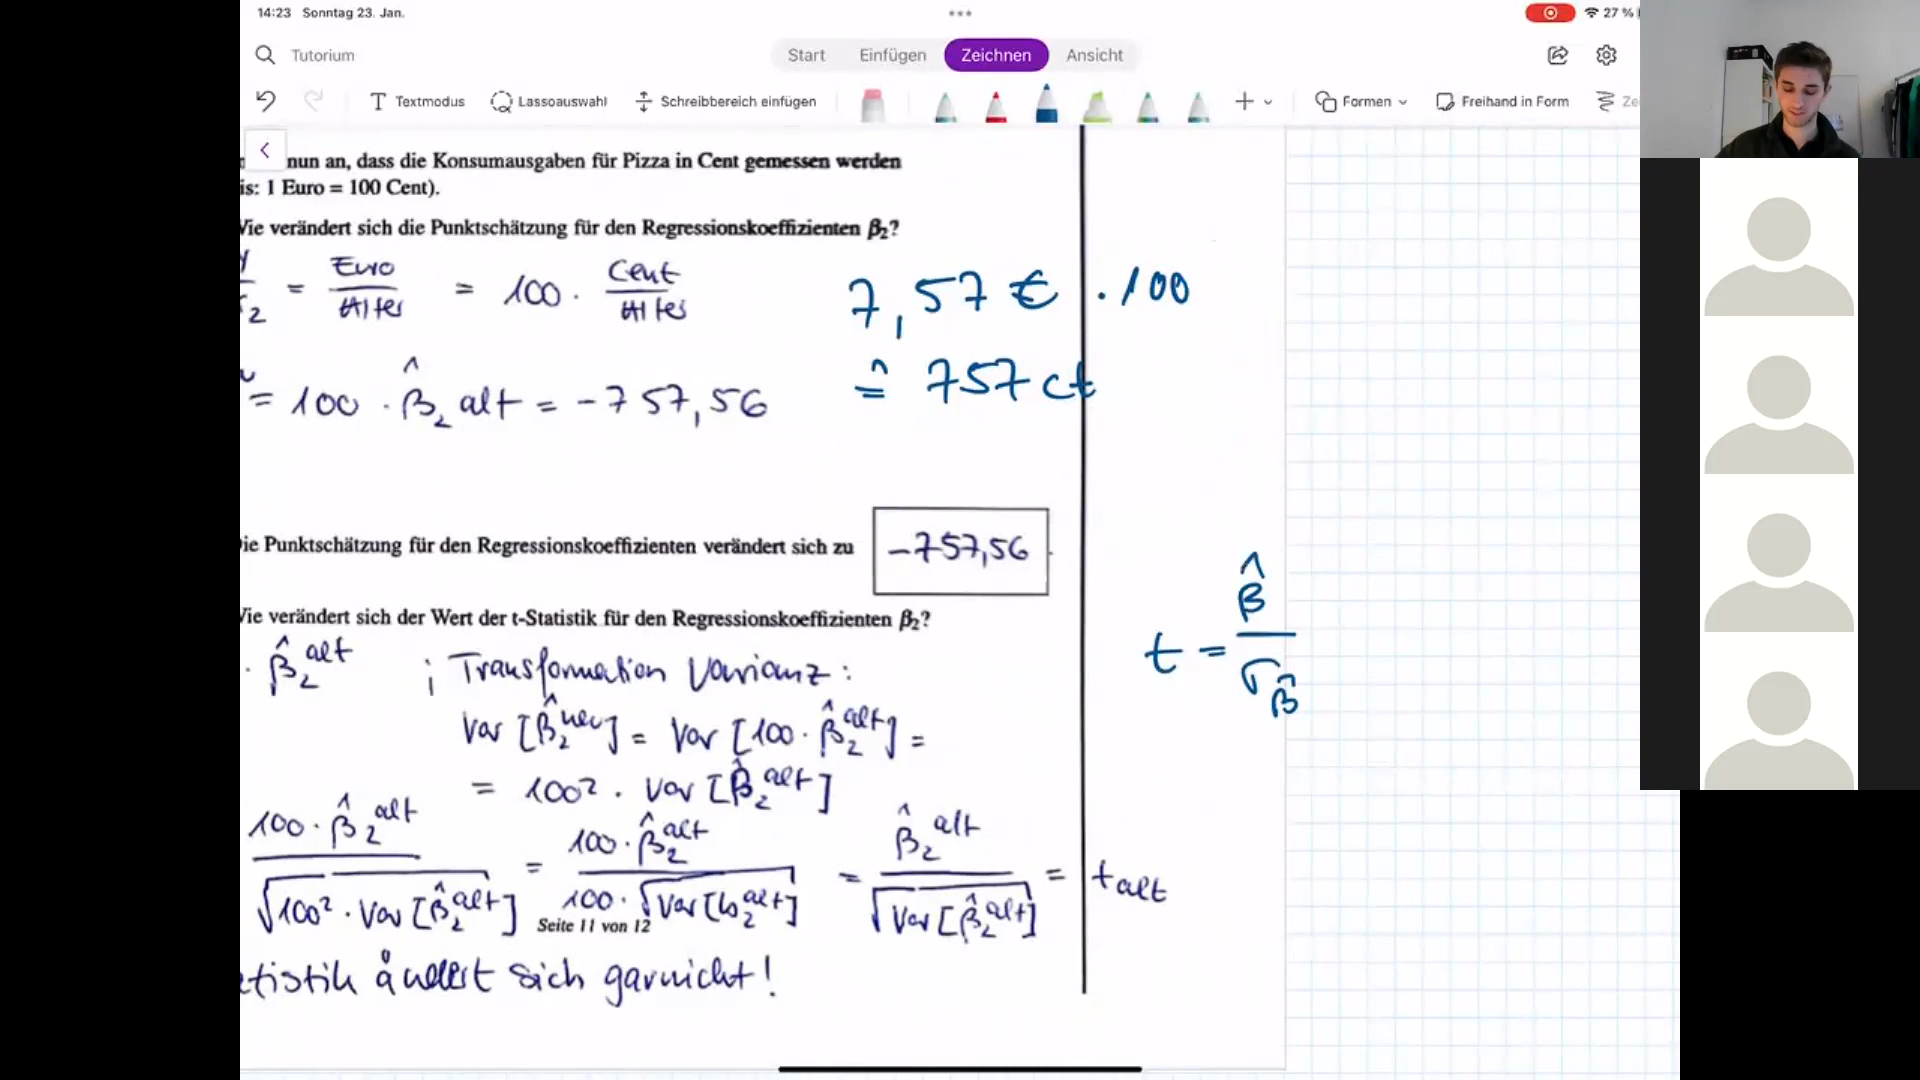 14:23 Sonntag 23. Jan.
27 %
Tutorium
Start Einfügen Zeichnen Ansicht
Textmodus Lassoauswahl Schreibbereich einfügen Formen Freihand in Form
nun an, dass die Konsumausgaben für Pizza in Cent gemessen werden
is: 1 Euro = 100 Cent).
Wie verändert sich die Punktschätzung für den Regressionskoeffizienten β₂?
= Euro / Alter = 100 · Cent / Alter
7,57 € · 100
≙ 757 ct
= 100 · β̂₂ alt = -757,56
ie Punktschätzung für den Regressionskoeffizienten verändert sich zu -757,56
Wie verändert sich der Wert der t-Statistik für den Regressionskoeffizienten β₂?
t = β̂ / σ_β̂
· β̂₂^alt ; Transformation Varianz:
Var [β̂₂^neu] = Var [100 · β̂₂^alt] =
= 100² · Var [β̂₂^alt]
100 · β̂₂^alt / √100² · Var [β̂₂^alt] = 100 · β̂₂^alt / 100 · √Var [b₂^alt] = β̂₂^alt / √Var [β̂₂^alt] = t alt
Seite 11 von 12
tistik ändert sich garnicht!